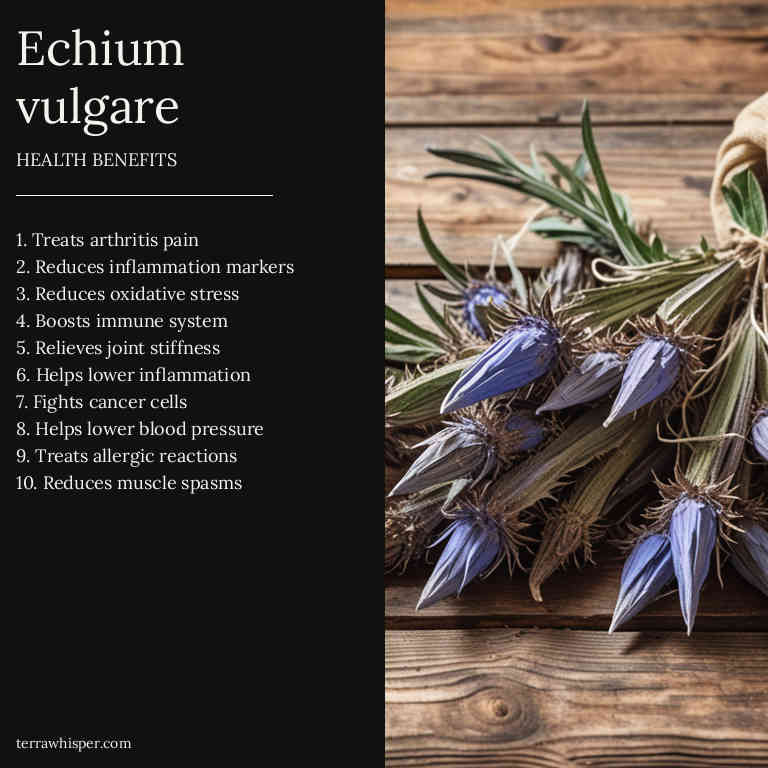 Echium
vulgare
HEALTH BENEFITS
1. Treats arthritis pain
2. Reduces inflammation markers
3. Reduces oxidative stress
4. Boosts immune system
5. Relieves joint stiffness
6. Helps lower inflammation
7. Fights cancer cells
8. Helps lower blood pressure
9. Treats allergic reactions
10. Reduces muscle spasms
terrawhisper.com